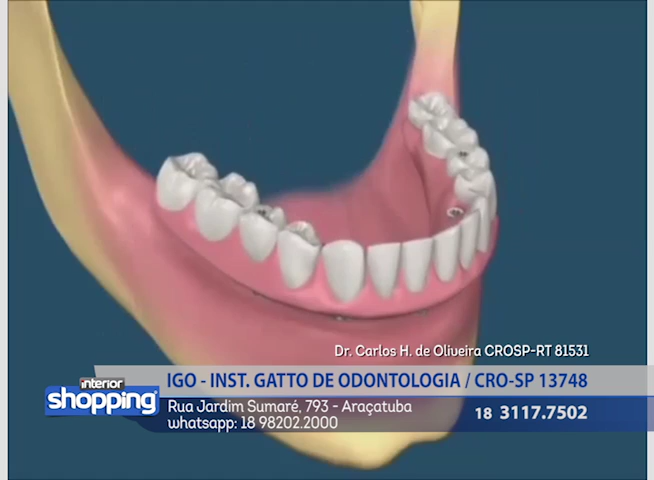 Dr. Carlos H. de Oliveira CROSP-RT 81531
IGO - INST. GATTO DE ODONTOLOGIA / CRO-SP 13748
interior
shopping
Rua Jardim Sumaré, 793 - Araçatuba
whatsapp: 18 98202.2000
18 3117.7502